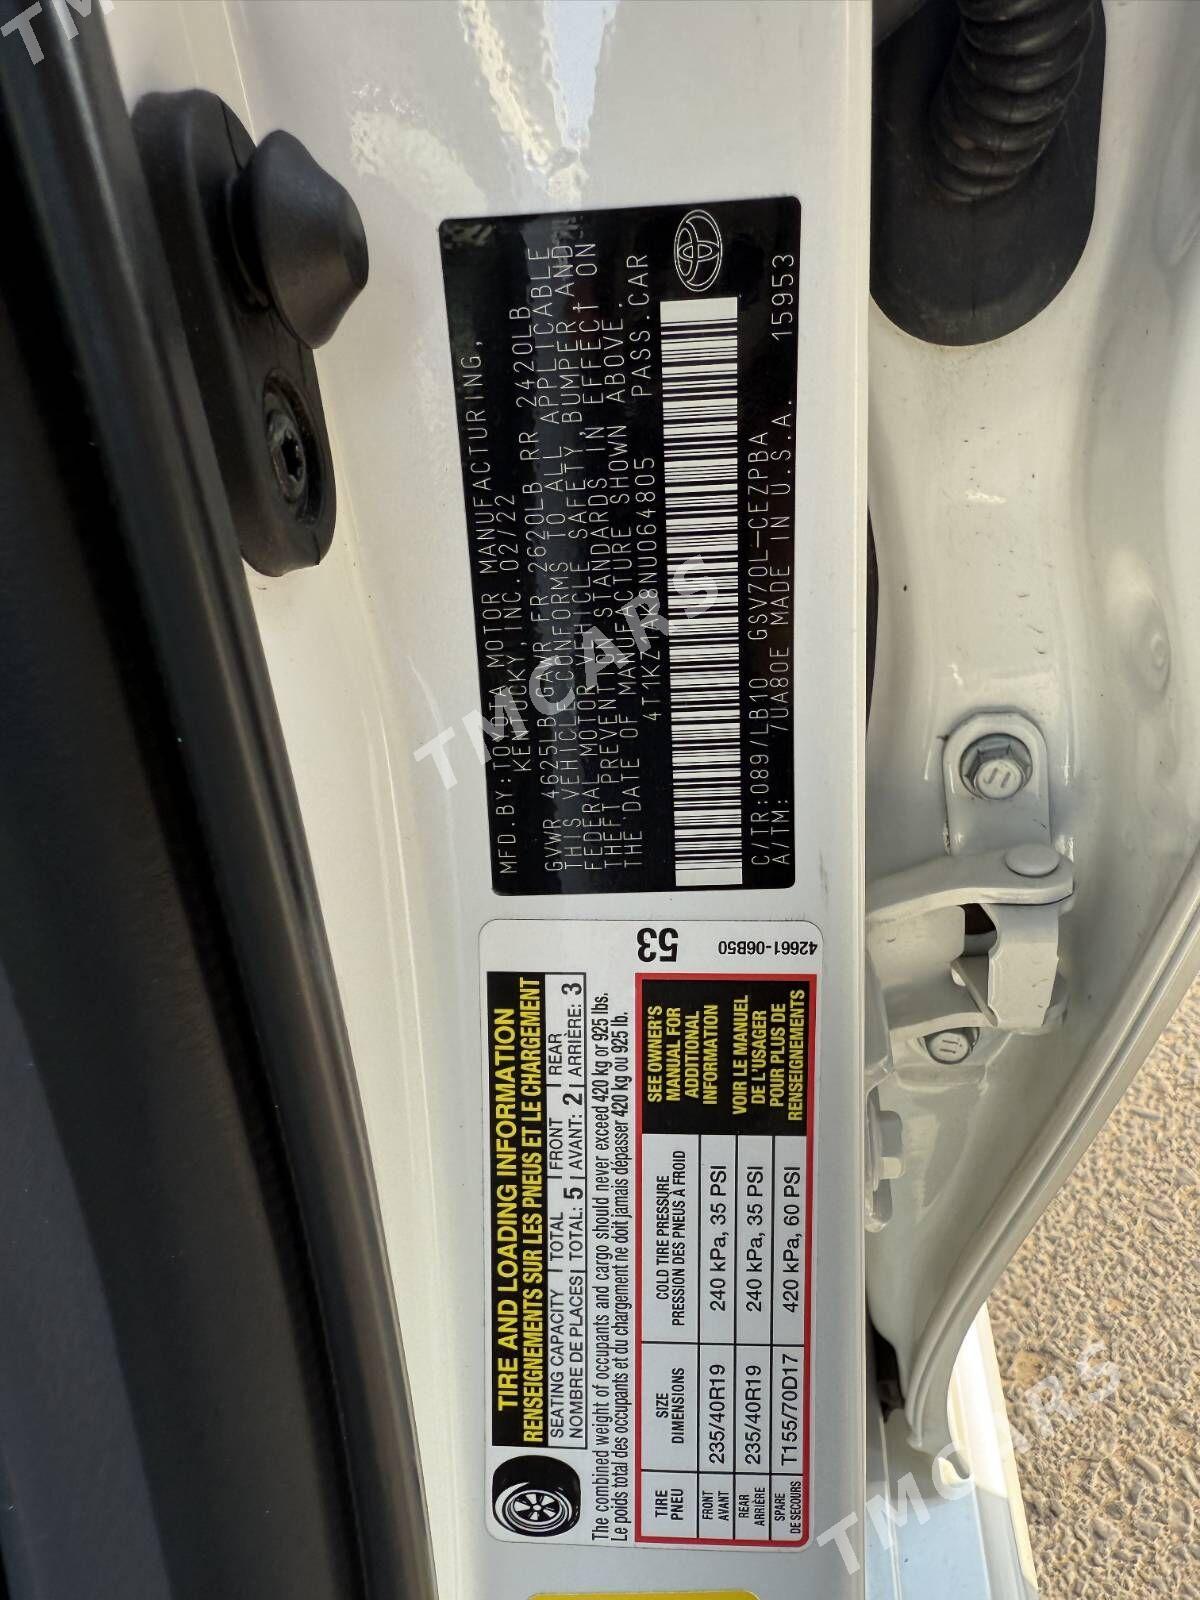 MFD.BY:TOYOTA MOTOR MANUFACTURING,
KENTUCKY,INC.02/22
GVWR 4625LB GAWR FR 2620LB RR 2420LB
THIS VEHICLE CONFORMS TO ALL APPLICABLE
FEDERAL MOTOR VEHICLE SAFETY, BUMPER AND
THEFT PREVENTION STANDARDS IN EFFECT ON
THE DATE OF MANUFACTURE SHOWN ABOVE.
PASS.CAR
C/TR:089/LB10 GSV70L-CEZPBA
A/TM: 7UA80E MADE IN U.S.A. 15953
TIRE AND LOADING INFORMATION
RENSEIGNEMENTS SUR LES PNEUS ET LE CHARGEMENT
SEATING CAPACITY TOTAL FRONT REAR
NOMBRE DE PLACES TOTAL: 5 AVANT: 2 ARRIÈRE: 3
The combined weight of occupants and cargo should never exceed 420 kg or 925 lbs.
Le poids total des occupants et du chargement ne doit jamais dépasser 420 kg ou 925 lb.
TIRE
PNEU
SIZE
DIMENSIONS
COLD TIRE PRESSURE
PRESSION DES PNEUS À FROID
FRONT
AVANT
235/40R19
240 kPa, 35 PSI
REAR
ARRIÈRE
235/40R19
240 kPa, 35 PSI
SPARE
DE SECOURS
T155/70D17
420 kPa, 60 PSI
SEE OWNER'S
MANUAL FOR
ADDITIONAL
INFORMATION
VOIR LE MANUEL
DE L'USAGER
POUR PLUS DE
RENSEIGNEMENTS
53
42661-06B50
TMCARS
TMCARS